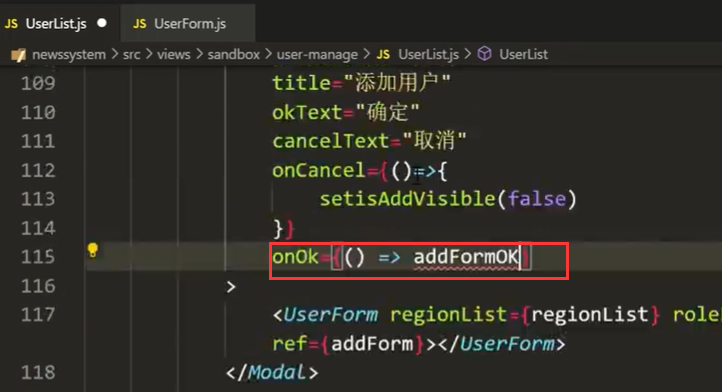 JS UserList.js ● JS UserForm.js
newssystem > src > views > sandbox > user-manage > JS UserList.js > UserList
109 title="添加用户"
110 okText="确定"
111 cancelText="取消"
112 onCancel={()=>{
113 setisAddVisible(false)
114 }}
115 onOk={() => addFormOK}
116 >
117 <UserForm regionList={regionList} role
ref={addForm}></UserForm>
118 </Modal>